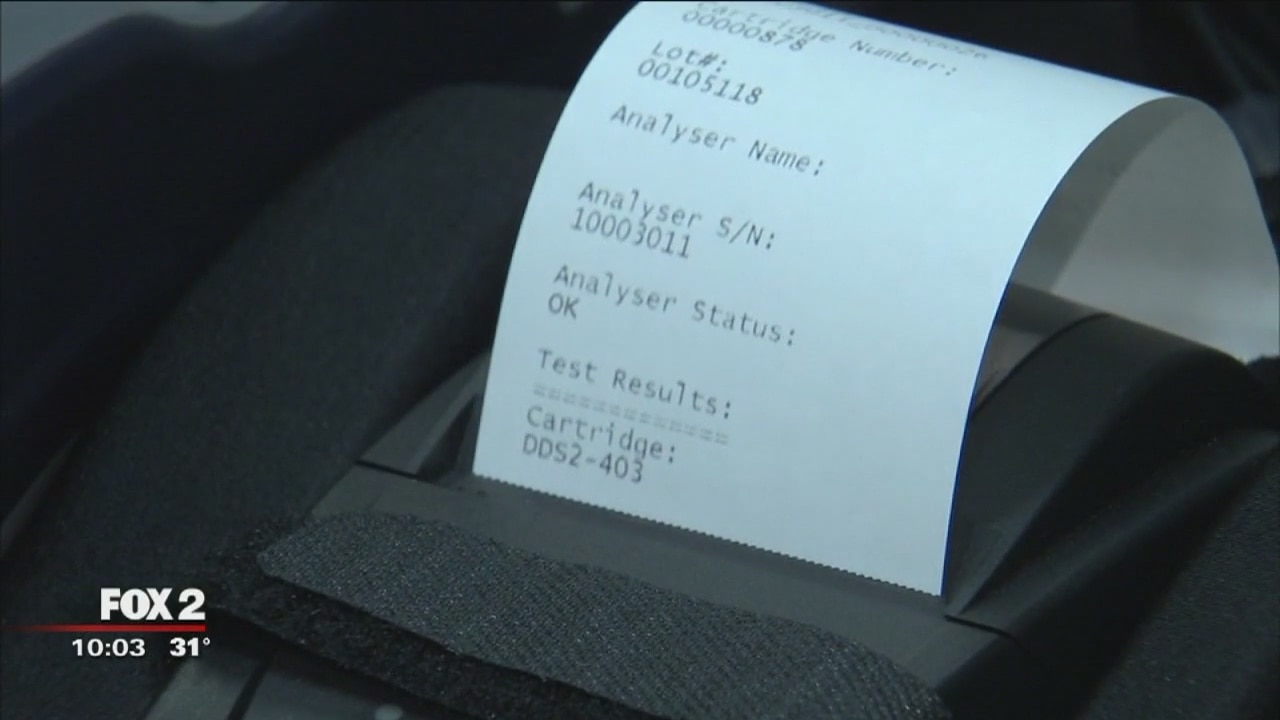 Cartridge Number:
00000878
Lot#:
00105118
Analyser Name:
Analyser S/N:
10003011
Analyser Status:
OK
Test Results:
=============
Cartridge:
DDS2-403
FOX 2
10:03 31°